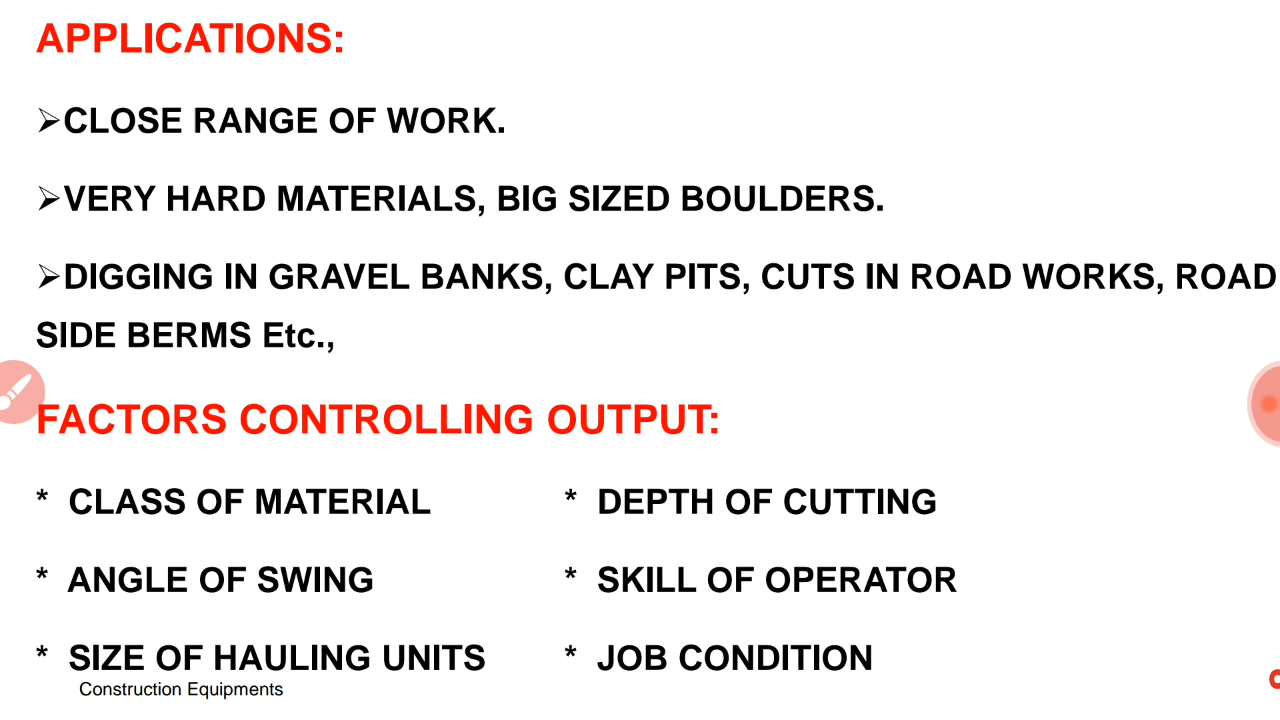 APPLICATIONS:
➢CLOSE RANGE OF WORK.
➢VERY HARD MATERIALS, BIG SIZED BOULDERS.
➢DIGGING IN GRAVEL BANKS, CLAY PITS, CUTS IN ROAD WORKS, ROAD
SIDE BERMS Etc.,
FACTORS CONTROLLING OUTPUT:
* CLASS OF MATERIAL * DEPTH OF CUTTING
* ANGLE OF SWING * SKILL OF OPERATOR
* SIZE OF HAULING UNITS * JOB CONDITION
Construction Equipments